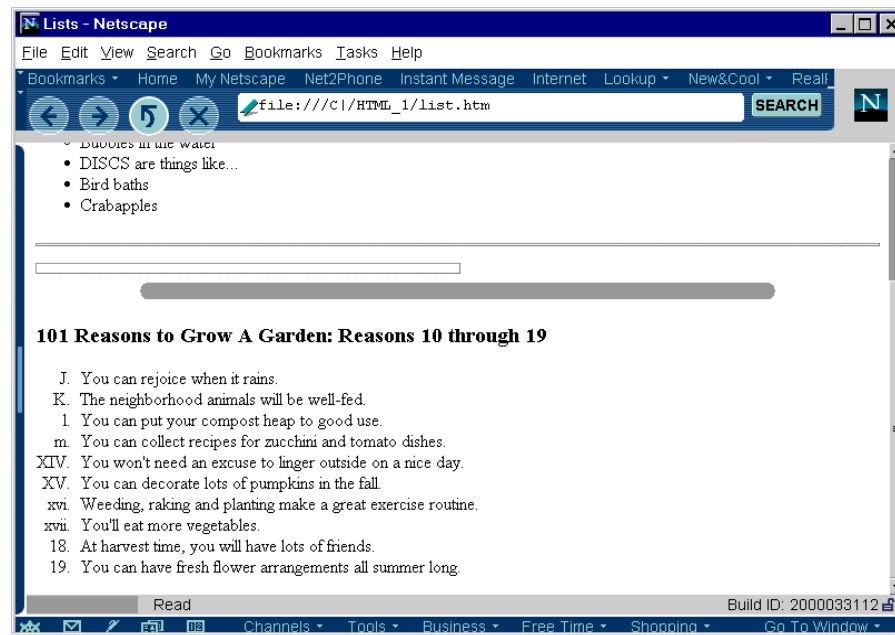 Lists - Netscape
File Edit View Search Go Bookmarks Tasks Help
Bookmarks Home My Netscape Net2Phone Instant Message Internet Lookup New&Cool RealP
file:///C|/HTML_1/list.htm SEARCH N
Bubbles in the water
• DISCS are things like...
• Bird baths
• Crabapples
101 Reasons to Grow A Garden: Reasons 10 through 19
J. You can rejoice when it rains.
K. The neighborhood animals will be well-fed.
l. You can put your compost heap to good use.
m. You can collect recipes for zucchini and tomato dishes.
XIV. You won't need an excuse to linger outside on a nice day.
XV. You can decorate lots of pumpkins in the fall.
xvi. Weeding, raking and planting make a great exercise routine.
xvii. You'll eat more vegetables.
18. At harvest time, you will have lots of friends.
19. You can have fresh flower arrangements all summer long.
Read Build ID: 2000033112
Channels Tools Business Free Time Shopping Go To Window